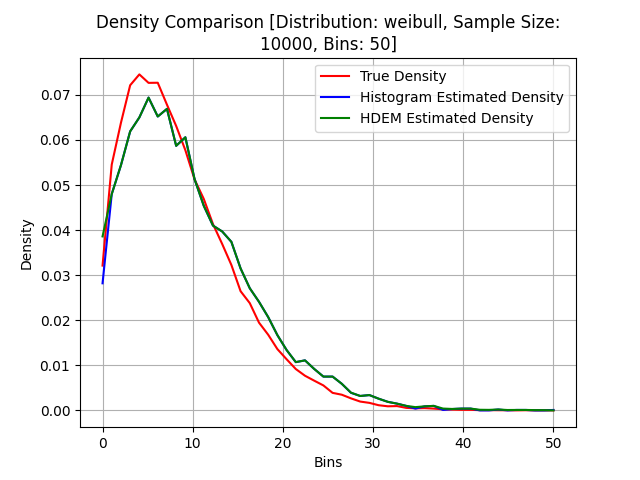 Density Comparison [Distribution: weibull, Sample Size:
10000, Bins: 50]
True Density
Histogram Estimated Density
HDEM Estimated Density
Density
0.07
0.06
0.05
0.04
0.03
0.02
0.01
0.00
0 10 20 30 40 50
Bins